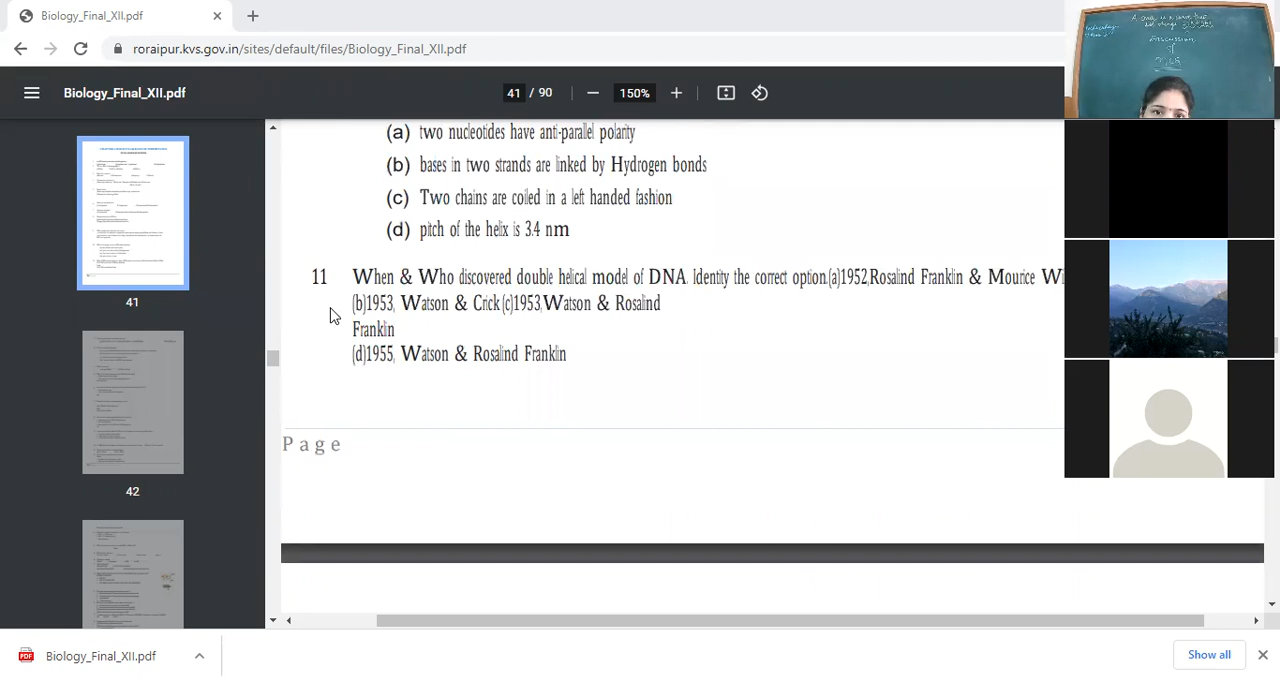 Biology_Final_XII.pdf
roraipur.kvs.gov.in/sites/default/files/Biology_Final_XII.pdf
Biology_Final_XII.pdf
41 / 90
150%
A
Discussion
of
(a) two nucleotides have anti-parallel polarity
(b) bases in two strands are linked by Hydrogen bonds
(c) Two chains are coiled in a left handed fashion
(d) pitch of the helix is 3.4 nm
11 When & Who discovered double helical model of DNA. Identity the correct option.(a)1952,Rosalind Franklin & Mourice
(b)1953, Watson & Crick (c)1953,Watson & Rosalind
Franklin
(d)1955, Watson & Rosalind Franklin
Page
41
42
Biology_Final_XII.pdf
Show all